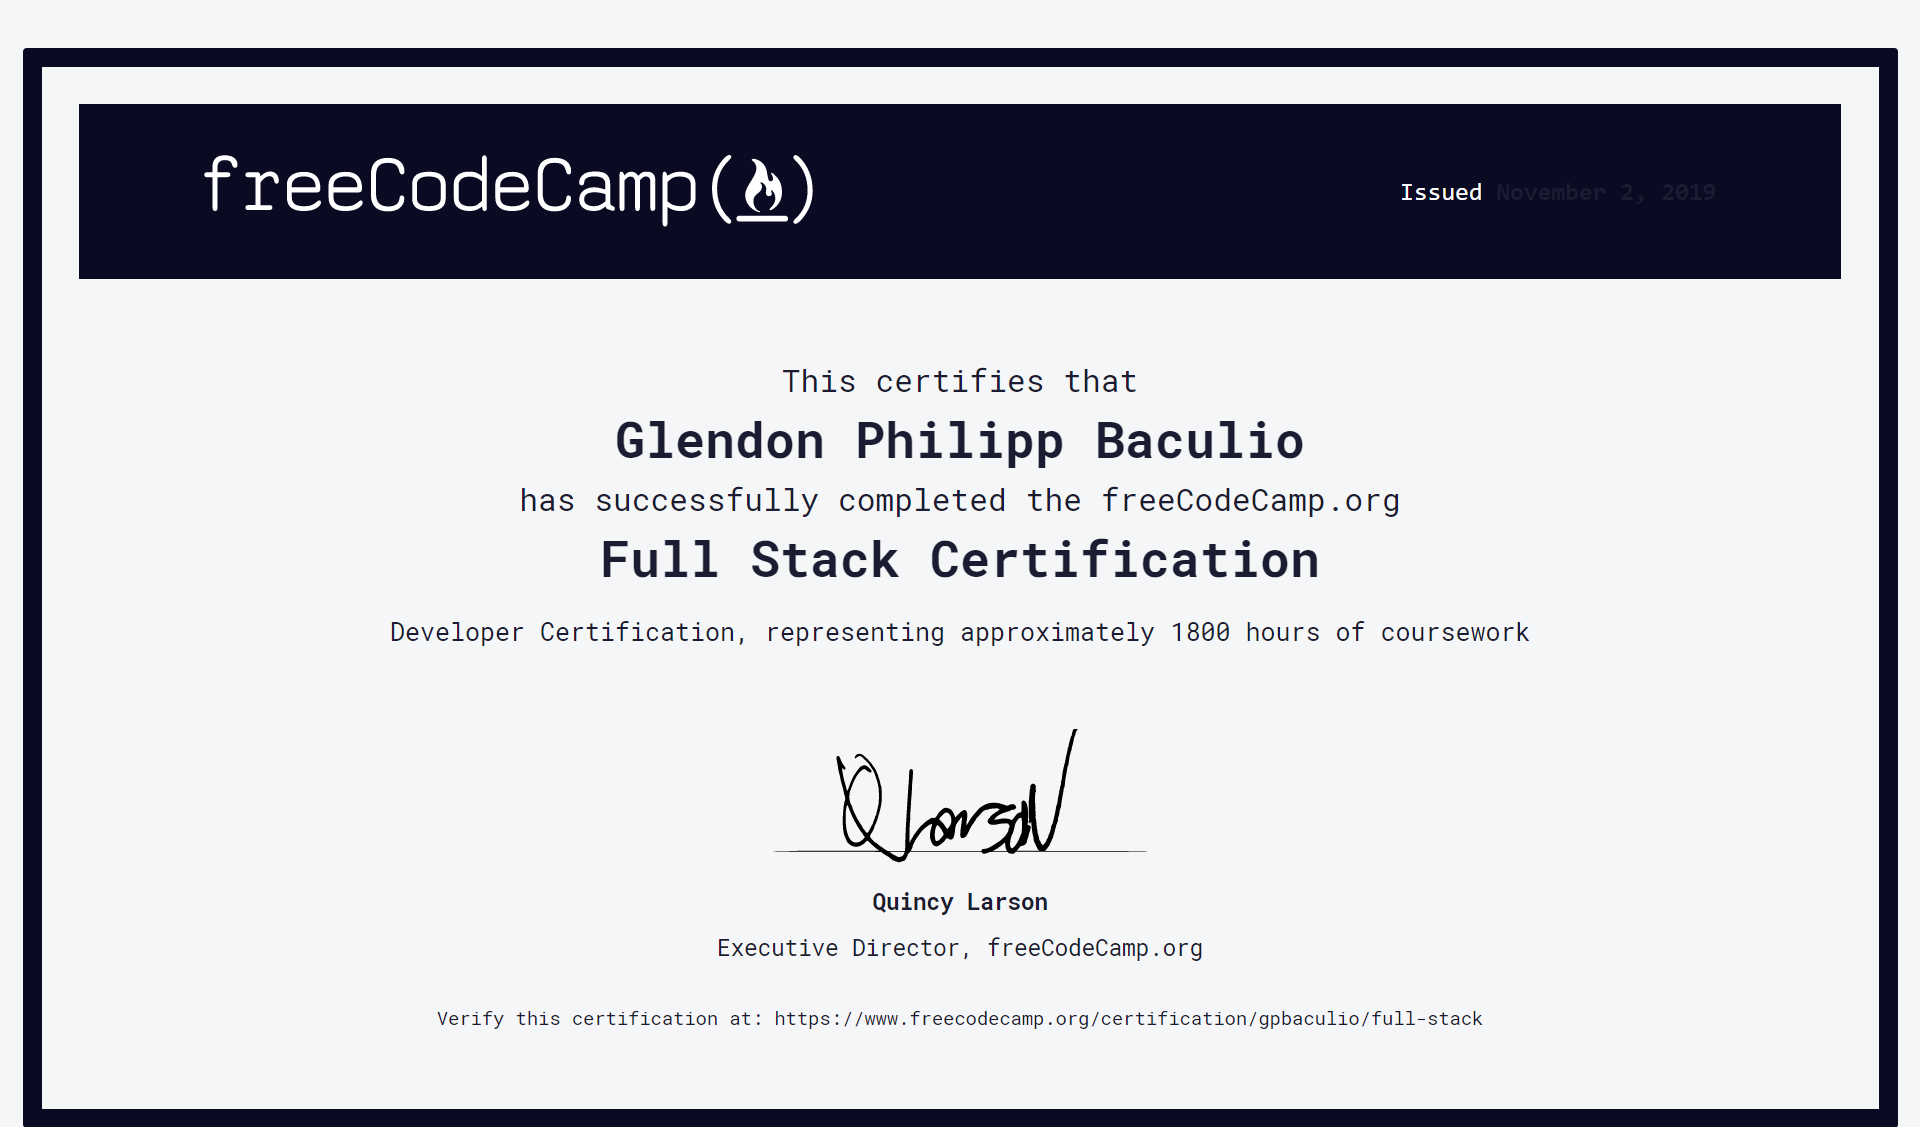 freeCodeCamp(🔥)
Issued November 2, 2019
This certifies that
Glendon Philipp Baculio
has successfully completed the freeCodeCamp.org
Full Stack Certification
Developer Certification, representing approximately 1800 hours of coursework
Q Larson
Quincy Larson
Executive Director, freeCodeCamp.org
Verify this certification at: https://www.freecodecamp.org/certification/gpbaculio/full-stack